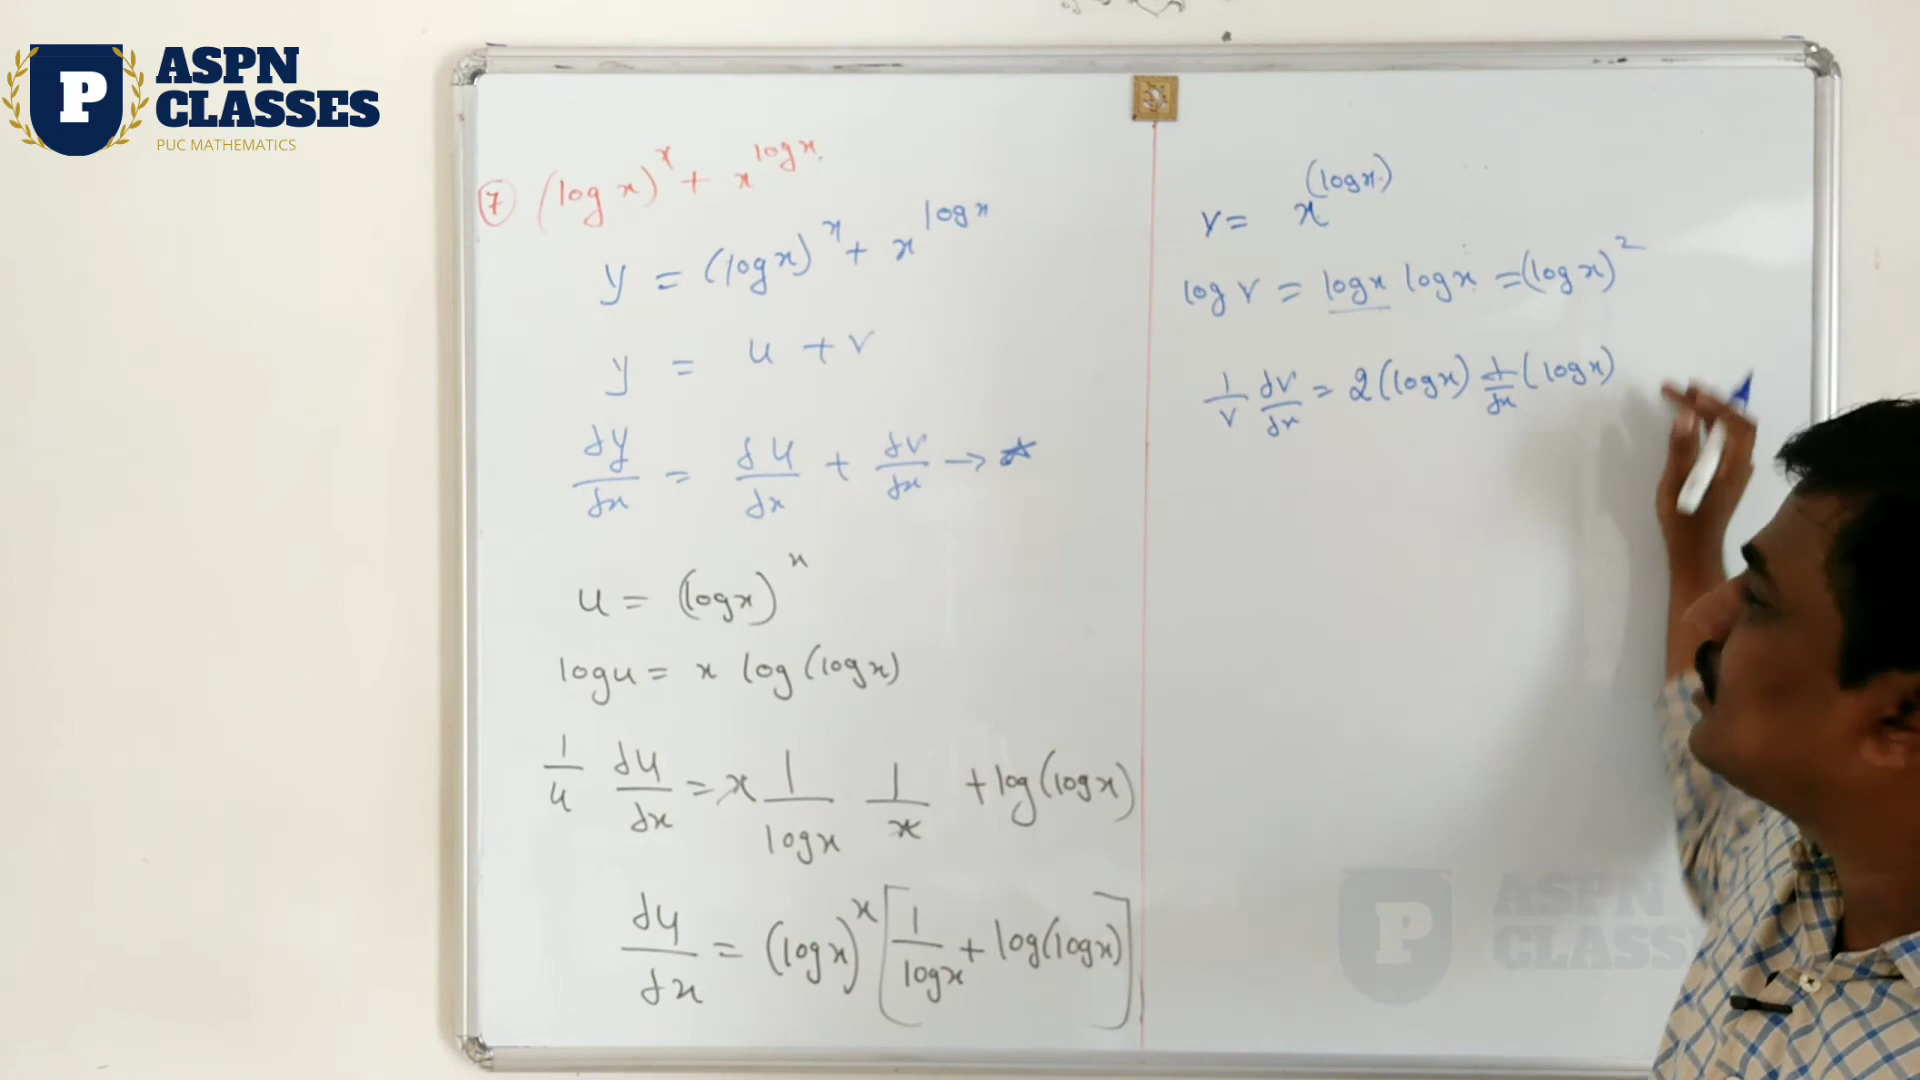 ASPN
CLASSES
PUC MATHEMATICS
⑦ (log x)^x + x^(log x).
y = (log x)^x + x^(log x)
y = u + v
dy/dx = du/dx + dv/dx → ☆
u = (log x)^x
log u = x log (log x)
1/u du/dx = x 1/log x 1/x + log (log x)
du/dx = (log x)^x [1/log x + log(log x)]
v = x^(log x)
log v = log x log x = (log x)^2
1/v dv/dx = 2 (log x) d/dx (log x)
P
ASPN
CLASS